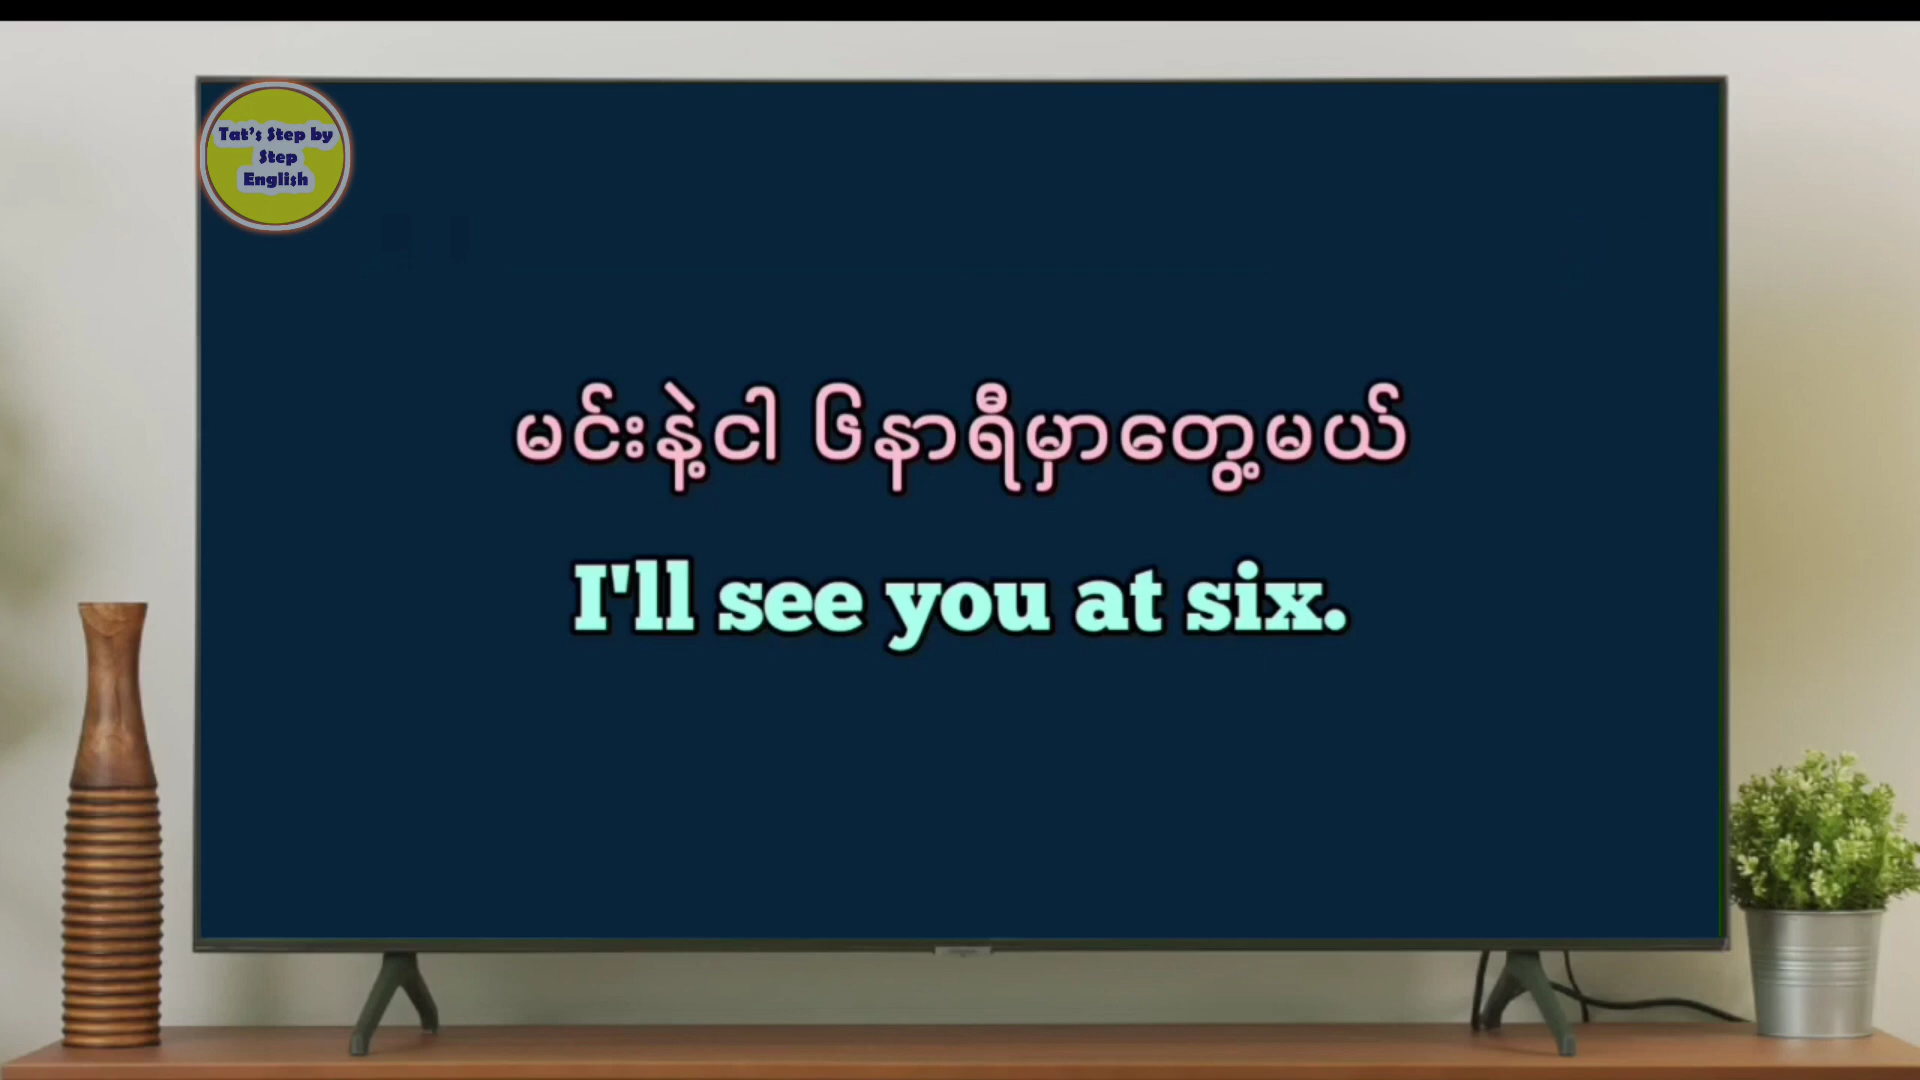 Tat's Step by
Step
English
မင်းနဲ့ငါ ၆နာရီမှာတွေ့မယ်
I'll see you at six.